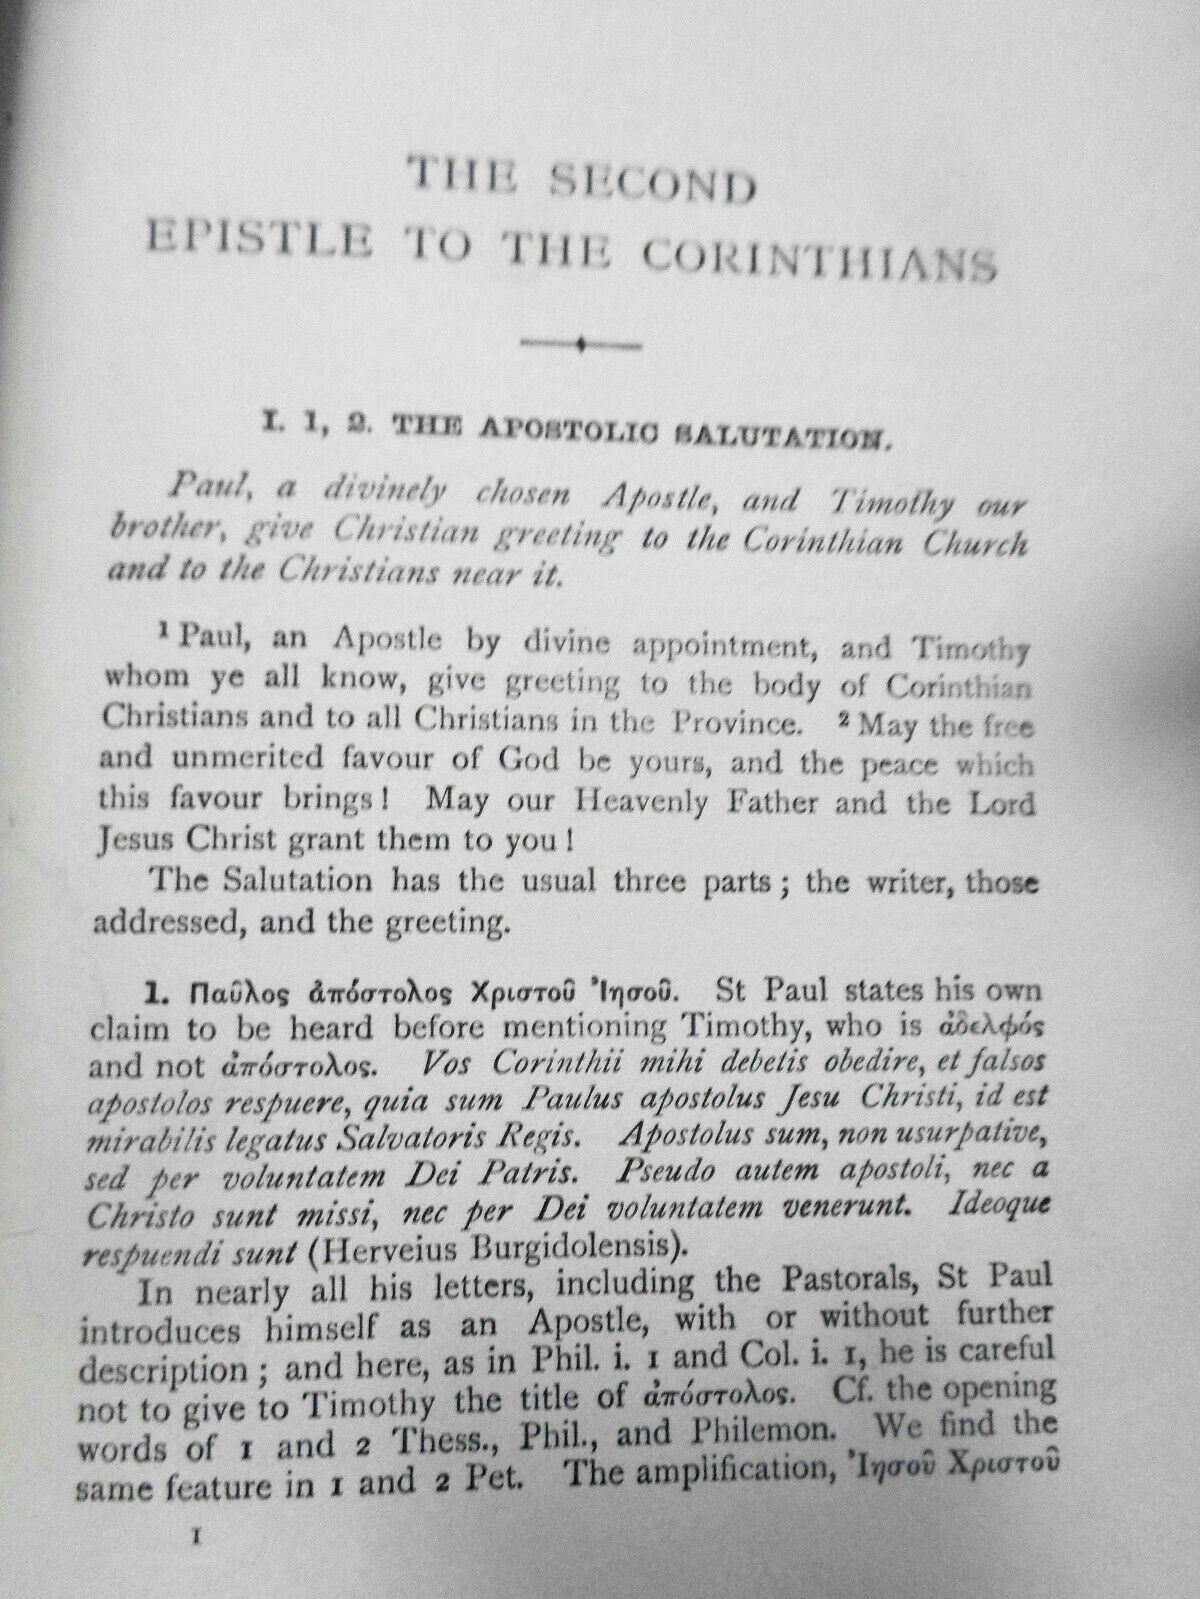 THE SECOND
EPISTLE TO THE CORINTHIANS
I. 1, 2. THE APOSTOLIC SALUTATION.
Paul, a divinely chosen Apostle, and Timothy our
brother, give Christian greeting to the Corinthian Church
and to the Christians near it.
1 Paul, an Apostle by divine appointment, and Timothy
whom ye all know, give greeting to the body of Corinthian
Christians and to all Christians in the Province. 2 May the free
and unmerited favour of God be yours, and the peace which
this favour brings! May our Heavenly Father and the Lord
Jesus Christ grant them to you!
The Salutation has the usual three parts; the writer, those
addressed, and the greeting.
1. Παῦλος ἀπόστολος Χριστοῦ Ἰησοῦ. St Paul states his own
claim to be heard before mentioning Timothy, who is ἀδελφός
and not ἀπόστολος. Vos Corinthii mihi debetis obedire, et falsos
apostolos respuere, quia sum Paulus apostolus Jesu Christi, id est
mirabilis legatus Salvatoris Regis. Apostolus sum, non usurpative,
sed per voluntatem Dei Patris. Pseudo autem apostoli, nec a
Christo sunt missi, nec per Dei voluntatem venerunt. Ideoque
respuendi sunt (Herveius Burgidolensis).
In nearly all his letters, including the Pastorals, St Paul
introduces himself as an Apostle, with or without further
description; and here, as in Phil. i. 1 and Col. i. 1, he is careful
not to give to Timothy the title of ἀπόστολος. Cf. the opening
words of 1 and 2 Thess., Phil., and Philemon. We find the
same feature in 1 and 2 Pet. The amplification, Ἰησοῦ Χριστοῦ
1